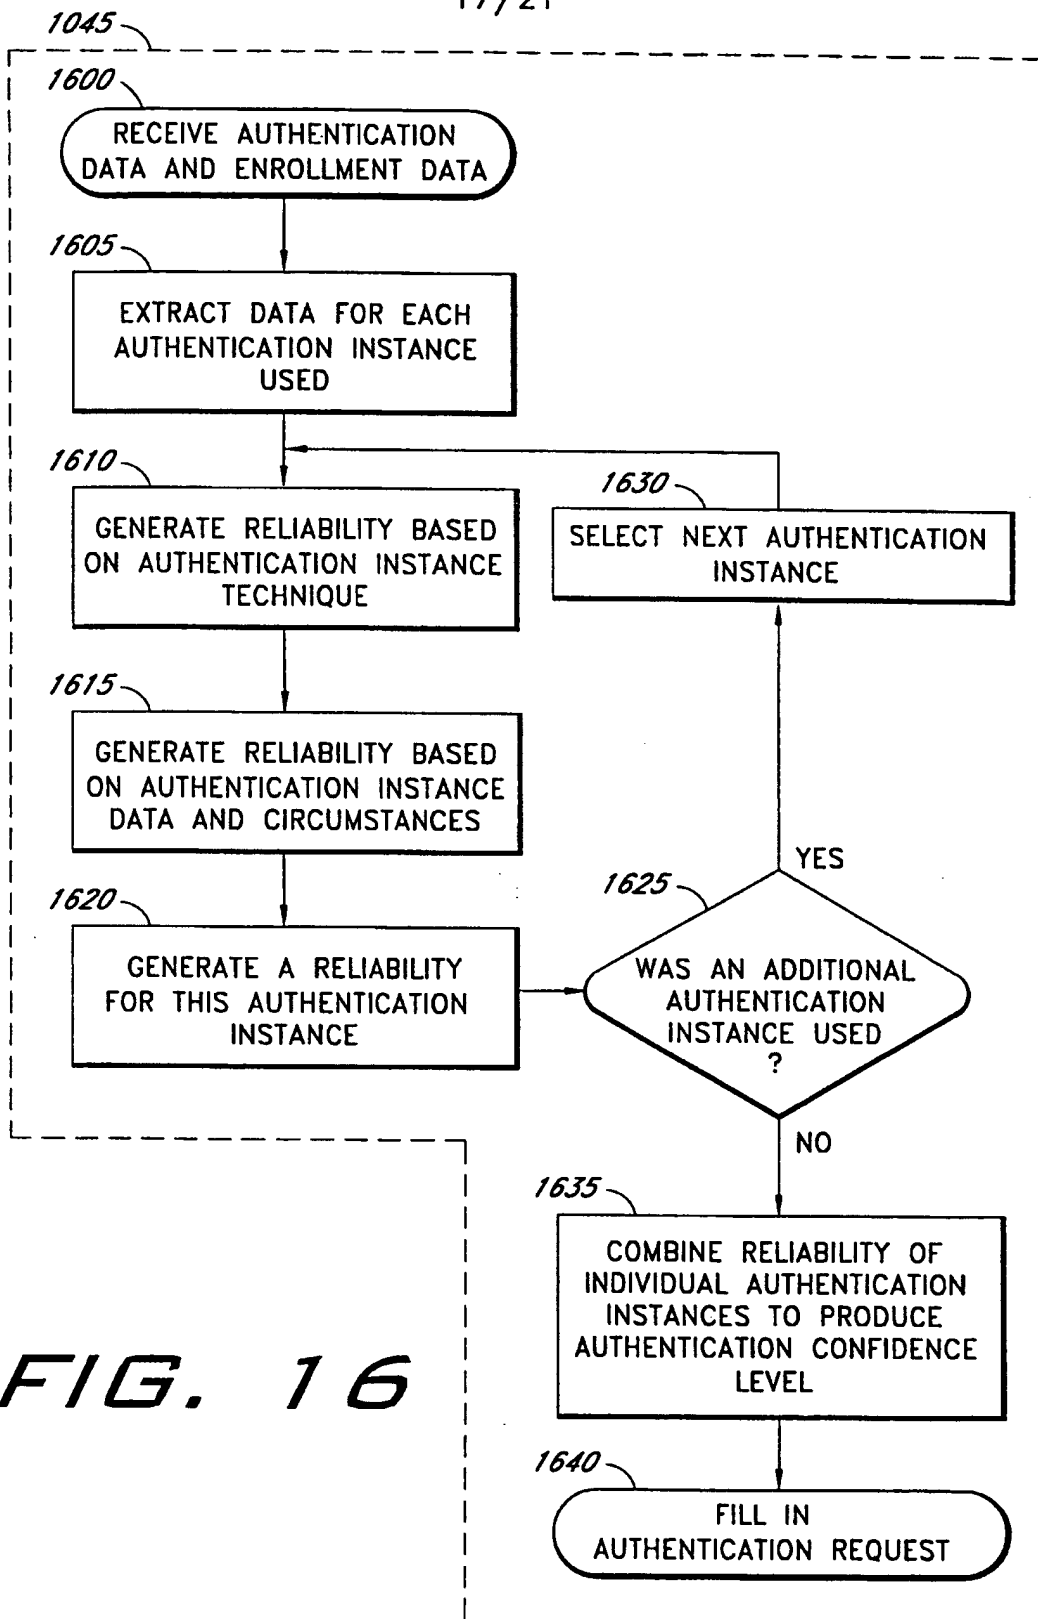 17/21
1045
1600
RECEIVE AUTHENTICATION
DATA AND ENROLLMENT DATA
1605
EXTRACT DATA FOR EACH
AUTHENTICATION INSTANCE
USED
1610
GENERATE RELIABILITY BASED
ON AUTHENTICATION INSTANCE
TECHNIQUE
1630
SELECT NEXT AUTHENTICATION
INSTANCE
1615
GENERATE RELIABILITY BASED
ON AUTHENTICATION INSTANCE
DATA AND CIRCUMSTANCES
YES
1620
GENERATE A RELIABILITY
FOR THIS AUTHENTICATION
INSTANCE
1625
WAS AN ADDITIONAL
AUTHENTICATION
INSTANCE USED
?
NO
1635
COMBINE RELIABILITY OF
INDIVIDUAL AUTHENTICATION
INSTANCES TO PRODUCE
AUTHENTICATION CONFIDENCE
LEVEL
FIG. 16
1640
FILL IN
AUTHENTICATION REQUEST